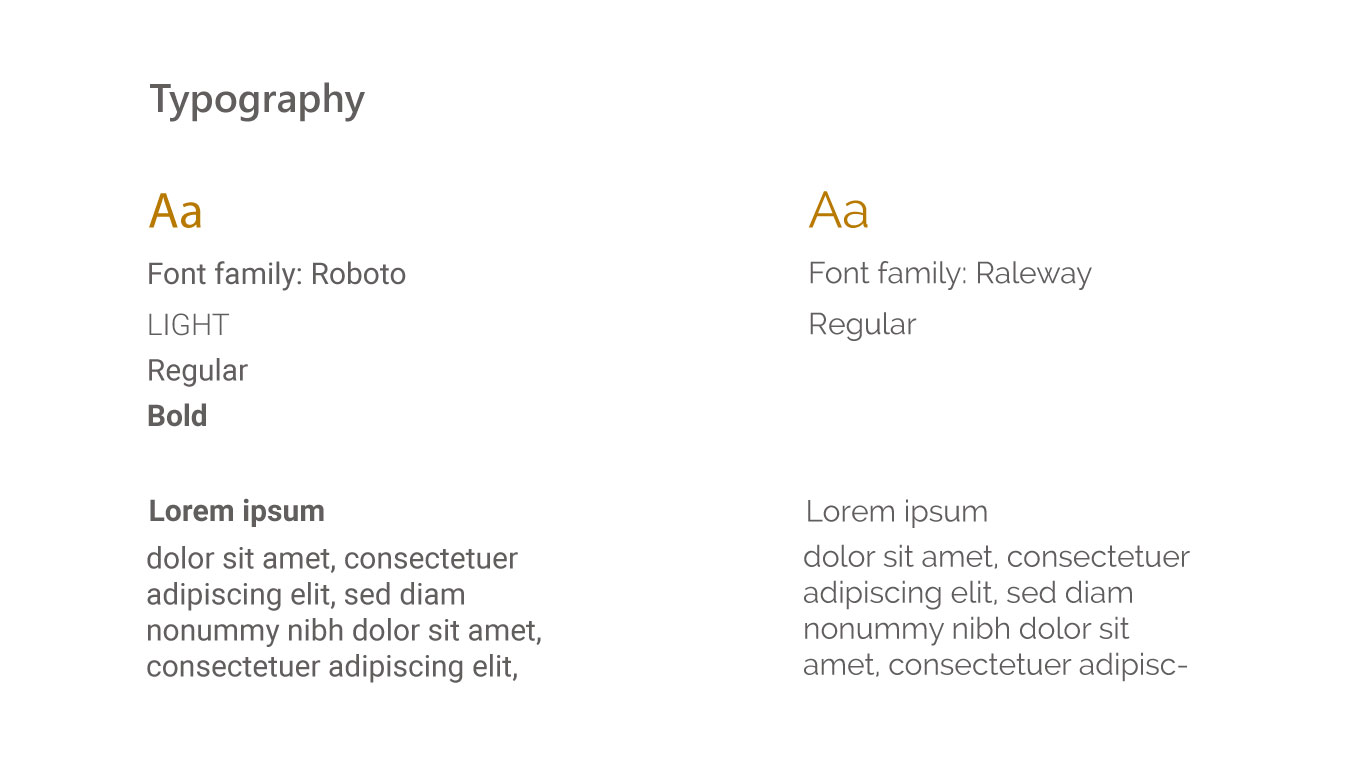 Typography
Aa
Font family: Roboto
LIGHT
Regular
Bold
Lorem ipsum
dolor sit amet, consectetuer
adipiscing elit, sed diam
nonummy nibh dolor sit amet,
consectetuer adipiscing elit,
Aa
Font family: Raleway
Regular
Lorem ipsum
dolor sit amet, consectetuer
adipiscing elit, sed diam
nonummy nibh dolor sit
amet, consectetuer adipisc-